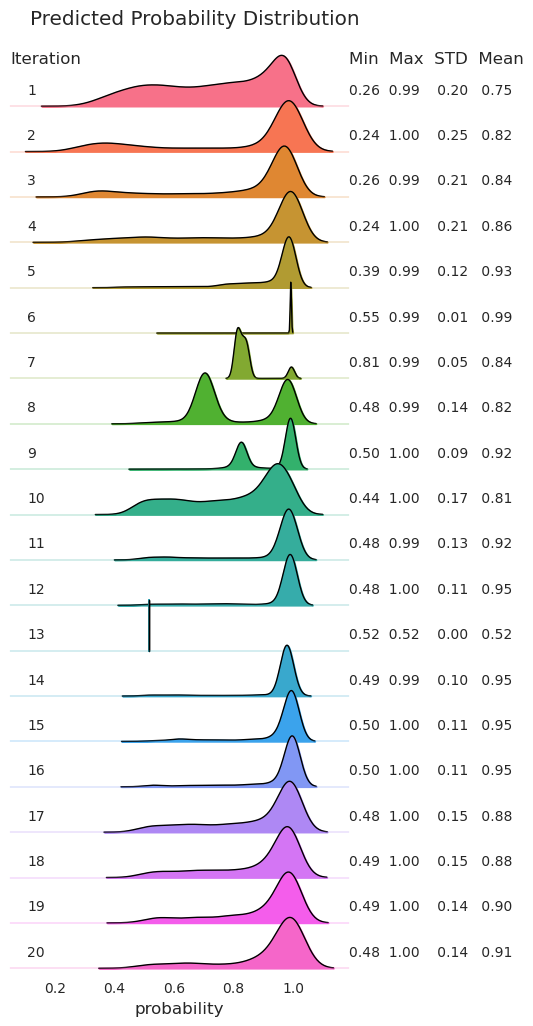 Predicted Probability Distribution
Iteration Min Max STD Mean
1 0.26 0.99 0.20 0.75
2 0.24 1.00 0.25 0.82
3 0.26 0.99 0.21 0.84
4 0.24 1.00 0.21 0.86
5 0.39 0.99 0.12 0.93
6 0.55 0.99 0.01 0.99
7 0.81 0.99 0.05 0.84
8 0.48 0.99 0.14 0.82
9 0.50 1.00 0.09 0.92
10 0.44 1.00 0.17 0.81
11 0.48 0.99 0.13 0.92
12 0.48 1.00 0.11 0.95
13 0.52 0.52 0.00 0.52
14 0.49 0.99 0.10 0.95
15 0.50 1.00 0.11 0.95
16 0.50 1.00 0.11 0.95
17 0.48 1.00 0.15 0.88
18 0.49 1.00 0.15 0.88
19 0.49 1.00 0.14 0.90
20 0.48 1.00 0.14 0.91
0.2 0.4 0.6 0.8 1.0
probability